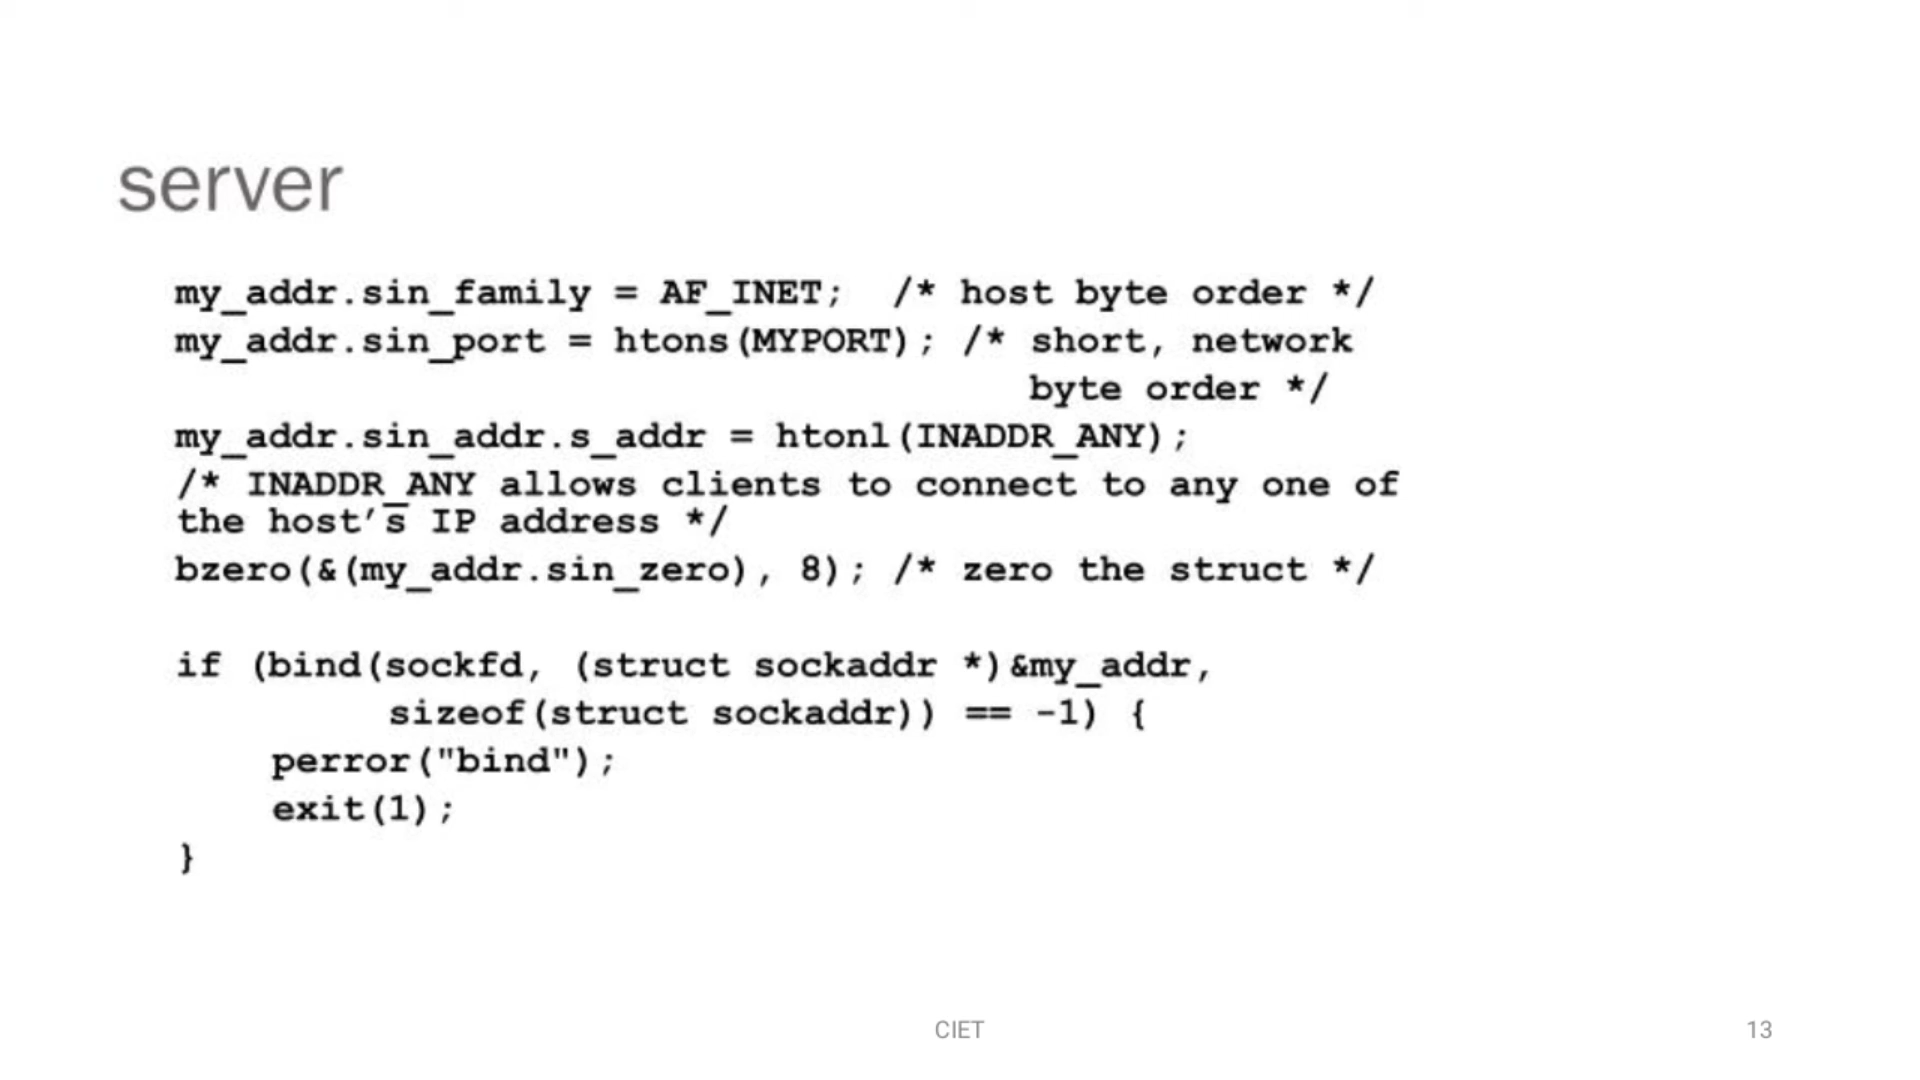 server
my_addr.sin_family = AF_INET;  /* host byte order */
my_addr.sin_port = htons(MYPORT); /* short, network
byte order */
my_addr.sin_addr.s_addr = htonl(INADDR_ANY);
/* INADDR_ANY allows clients to connect to any one of
the host’s IP address */
bzero(&(my_addr.sin_zero), 8); /* zero the struct */
if (bind(sockfd, (struct sockaddr *)&my_addr,
sizeof(struct sockaddr)) == -1) {
perror("bind");
exit(1);
}
CIET
13